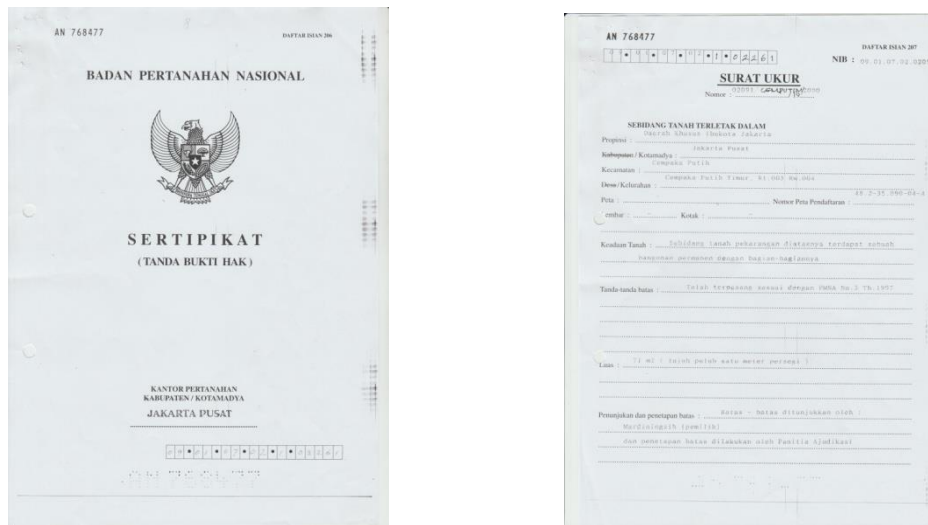 AN 768477
DAFTAR ISIAN 206
BADAN PERTANAHAN NASIONAL
SERTIPIKAT
(TANDA BUKTI HAK)
KANTOR PERTANAHAN
KABUPATEN / KOTAMADYA
JAKARTA PUSAT
AN 768477
DAFTAR ISIAN 207
NIB :
SURAT UKUR
Nomor :
SEBIDANG TANAH TERLETAK DALAM
Propinsi : Daerah Khusus Ibukota Jakarta
Kabupaten / Kotamadya : Jakarta Pusat
Kecamatan : Cempaka Putih
Desa / Kelurahan : Cempaka Putih Timur, Rt.003 Rw.004
Peta : Nomor Peta Pendaftaran :
Lembar : - Kotak : -
Keadaan Tanah : Sebidang tanah pekarangan diatasnya terdapat sebuah
bangunan permanen dengan bagian-bagiannya
Tanda-tanda batas : Telah terpasang sesuai dengan PMNA No.3 Th.1997
Luas : 71 m2 ( tujuh puluh satu meter persegi )
Penunjukan dan penetapan batas : Batas - batas ditunjukkan oleh :
(pemilik)
dan penetapan batas dilakukan oleh Panitia Ajudikasi